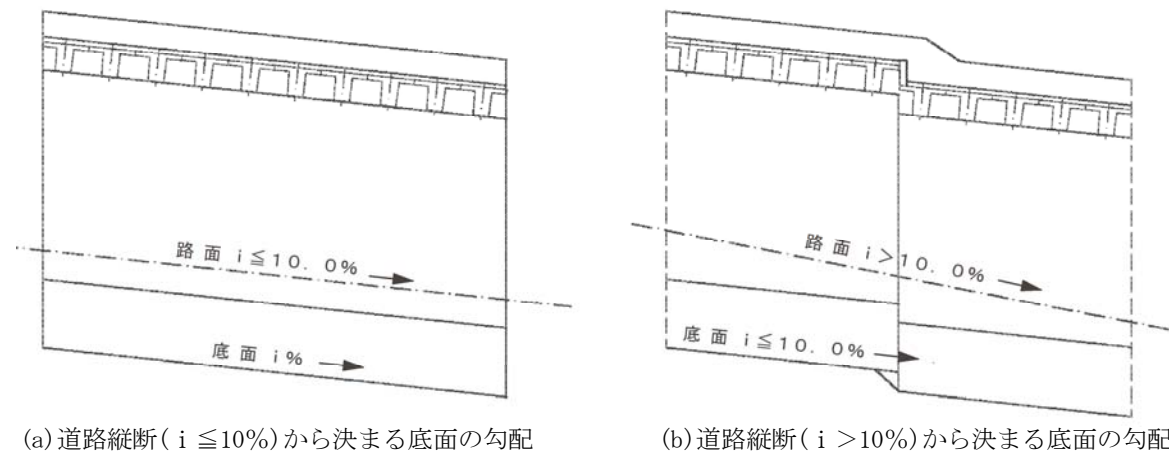 路面 i≦10.0%
底面 i%
路面 i>10.0%
底面 i≦10.0%
(a)道路縦断(i≦10%)から決まる底面の勾配
(b)道路縦断(i>10%)から決まる底面の勾配